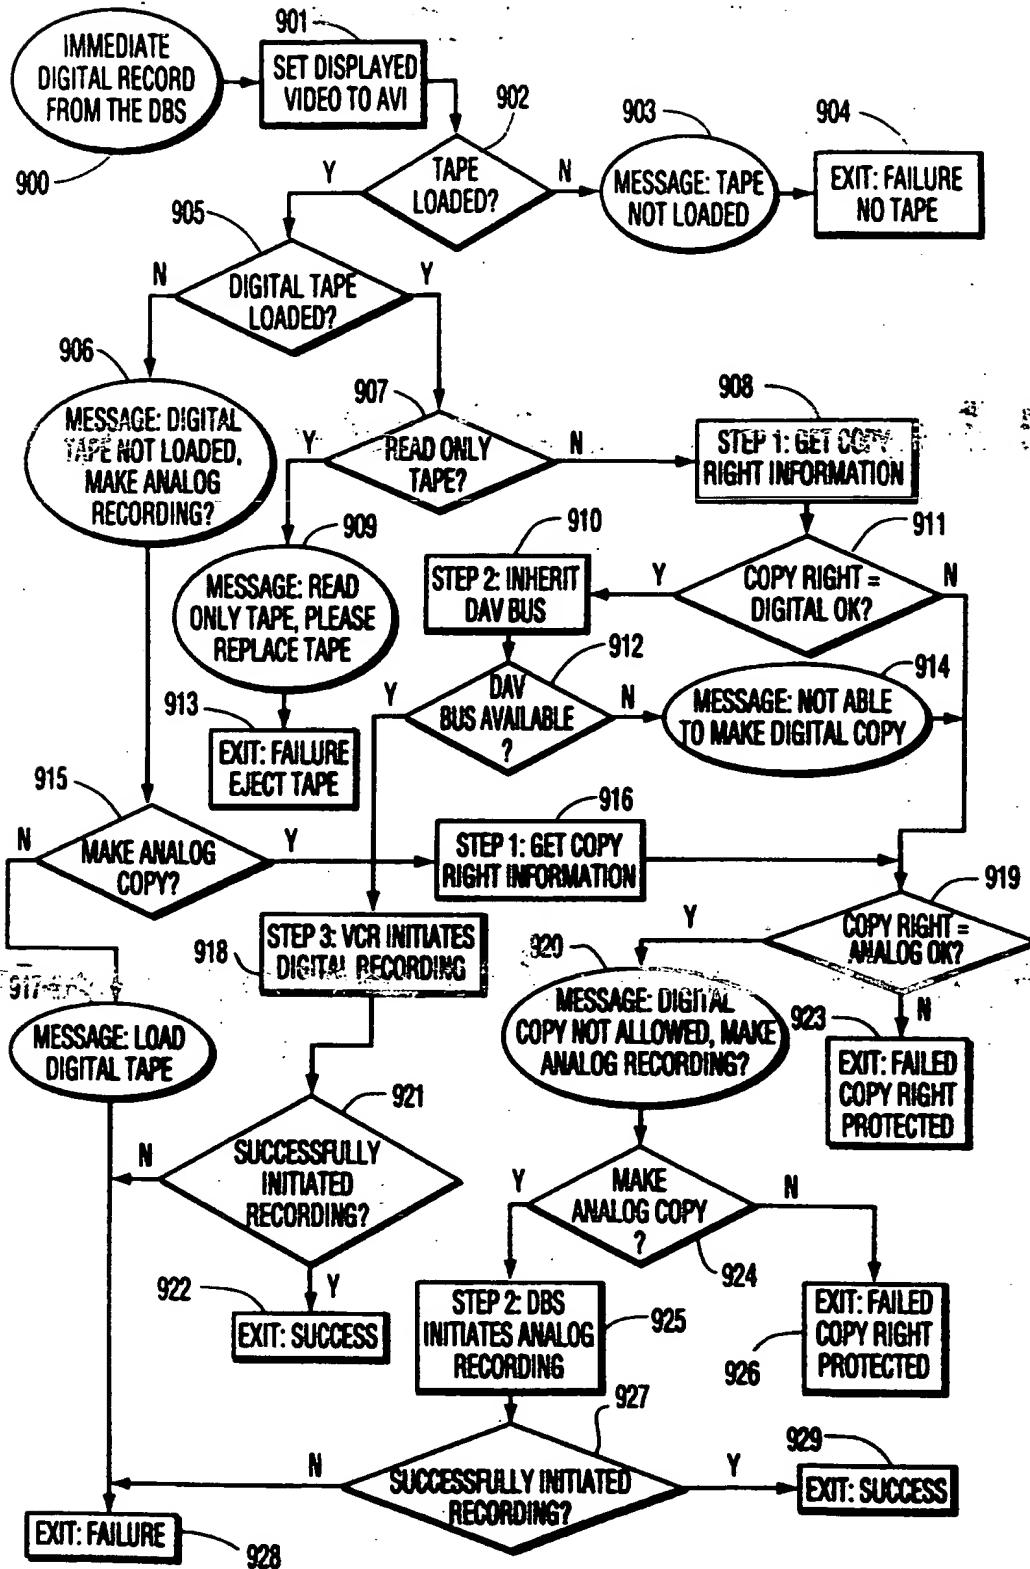 IMMEDIATE
DIGITAL RECORD
FROM THE DBS
900
901
SET DISPLAYED
VIDEO TO AVI
902
TAPE
LOADED?
Y
N
903
MESSAGE: TAPE
NOT LOADED
904
EXIT: FAILURE
NO TAPE
905
DIGITAL TAPE
LOADED?
N
Y
906
MESSAGE: DIGITAL
TAPE NOT LOADED,
MAKE ANALOG
RECORDING?
907
READ ONLY
TAPE?
Y
N
908
STEP 1: GET COPY
RIGHT INFORMATION
909
MESSAGE: READ
ONLY TAPE, PLEASE
REPLACE TAPE
910
STEP 2: INHERIT
DAV BUS
911
COPY RIGHT =
DIGITAL OK?
Y
N
912
DAV
BUS AVAILABLE
?
Y
N
913
EXIT: FAILURE
EJECT TAPE
914
MESSAGE: NOT ABLE
TO MAKE DIGITAL COPY
915
MAKE ANALOG
COPY?
N
Y
916
STEP 1: GET COPY
RIGHT INFORMATION
917
MESSAGE: LOAD
DIGITAL TAPE
918
STEP 3: VCR INITIATES
DIGITAL RECORDING
919
COPY RIGHT =
ANALOG OK?
Y
N
920
MESSAGE: DIGITAL
COPY NOT ALLOWED, MAKE
ANALOG RECORDING?
921
SUCCESSFULLY
INITIATED
RECORDING?
N
Y
922
EXIT: SUCCESS
923
EXIT: FAILED
COPY RIGHT
PROTECTED
MAKE
ANALOG COPY
?
Y
N
924
STEP 2: DBS
INITIATES ANALOG
RECORDING
925
EXIT: FAILED
COPY RIGHT
PROTECTED
926
927
SUCCESSFULLY INITIATED
RECORDING?
N
Y
EXIT: FAILURE
928
929
EXIT: SUCCESS